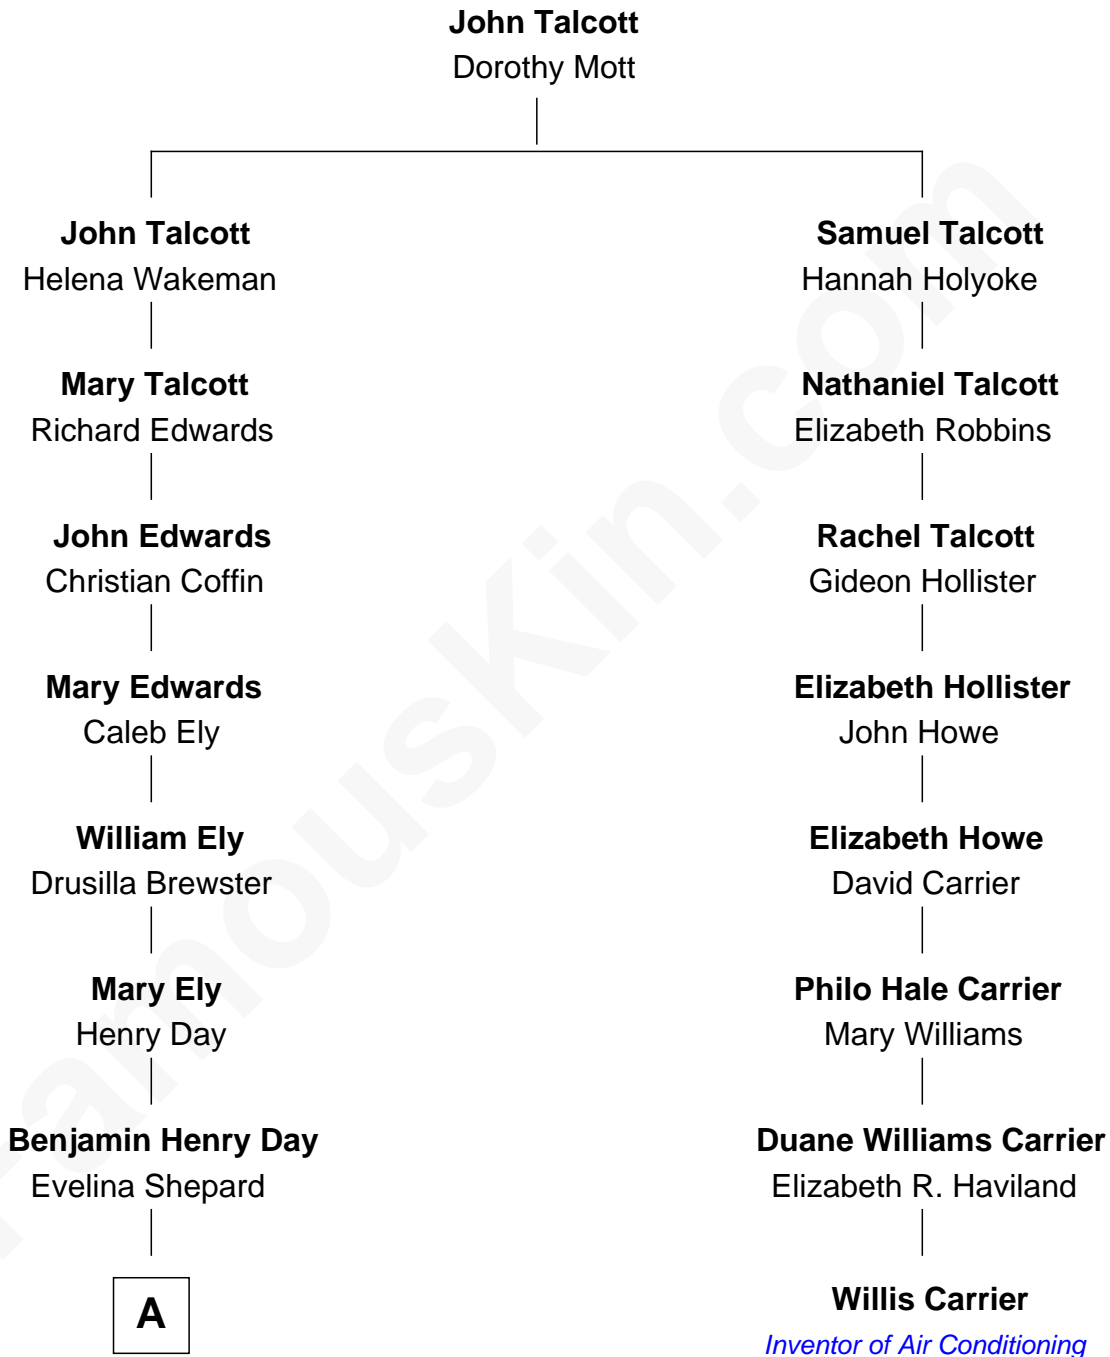 John Talcott
Dorothy Mott
John Talcott
Helena Wakeman
Mary Talcott
Richard Edwards
John Edwards
Christian Coffin
Mary Edwards
Caleb Ely
William Ely
Drusilla Brewster
Mary Ely
Henry Day
Benjamin Henry Day
Evelina Shepard
A
Samuel Talcott
Hannah Holyoke
Nathaniel Talcott
Elizabeth Robbins
Rachel Talcott
Gideon Hollister
Elizabeth Hollister
John Howe
Elizabeth Howe
David Carrier
Philo Hale Carrier
Mary Williams
Duane Williams Carrier
Elizabeth R. Haviland
Willis Carrier
Inventor of Air Conditioning
FamousKin.com